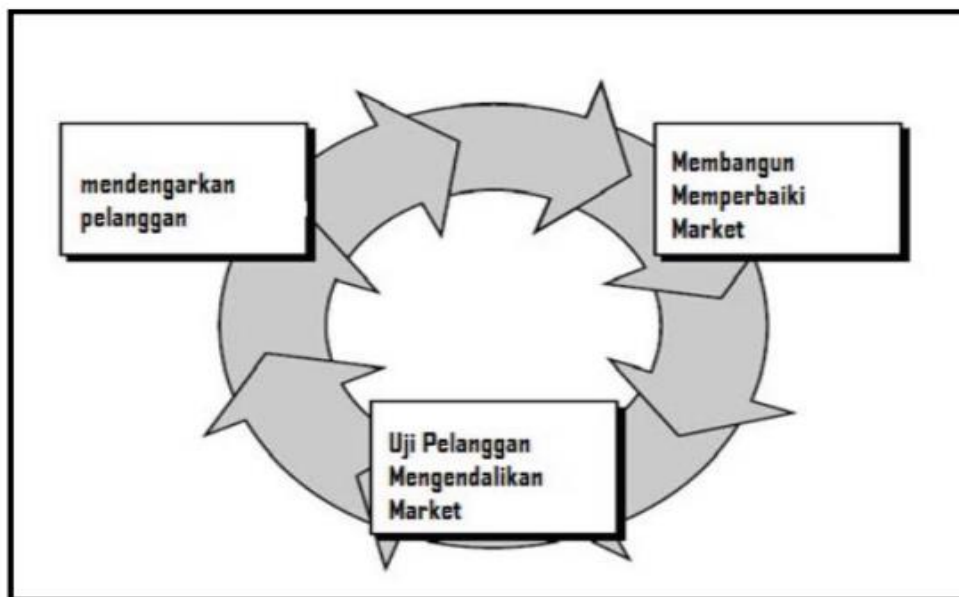 mendengarkan
pelanggan
Membangun
Memperbaiki
Market
Uji Pelanggan
Mengendalikan
Market